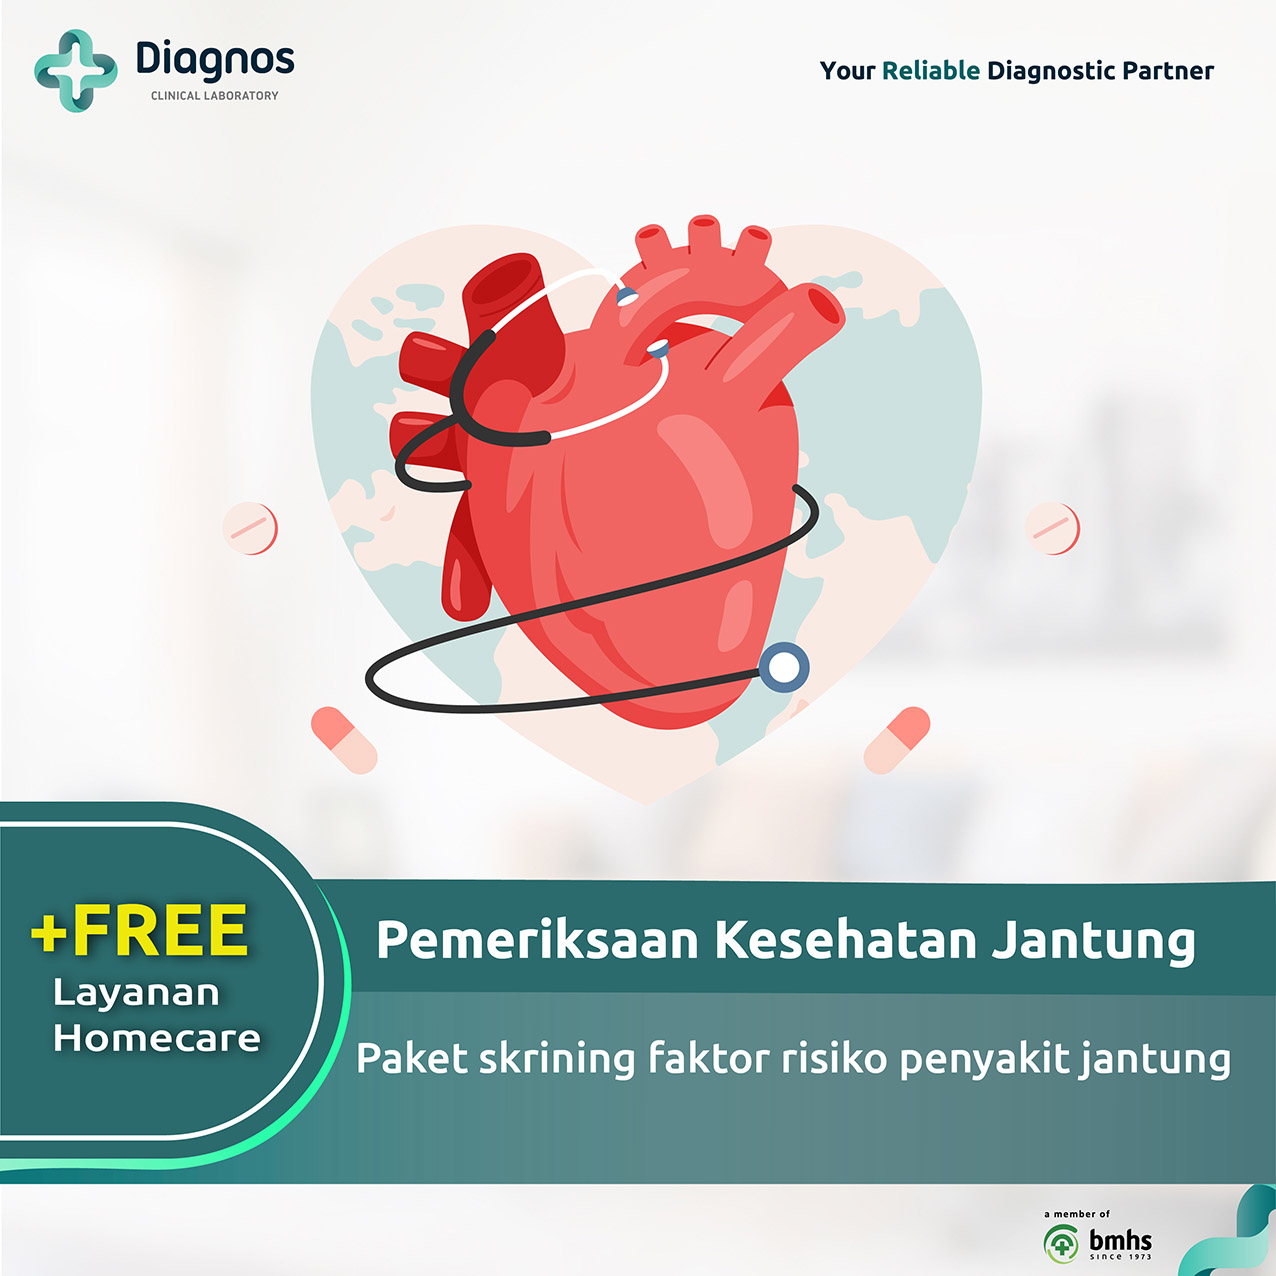 Diagnos
CLINICAL LABORATORY
Your Reliable Diagnostic Partner
+FREE
Layanan
Homecare
Pemeriksaan Kesehatan Jantung
Paket skrining faktor risiko penyakit jantung
a member of
bmhs
since 1973